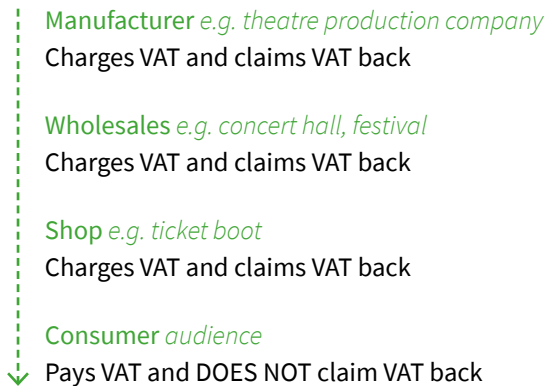 Manufacturer e.g. theatre production company
Charges VAT and claims VAT back
Wholesales e.g. concert hall, festival
Charges VAT and claims VAT back
Shop e.g. ticket boot
Charges VAT and claims VAT back
Consumer audience
Pays VAT and DOES NOT claim VAT back